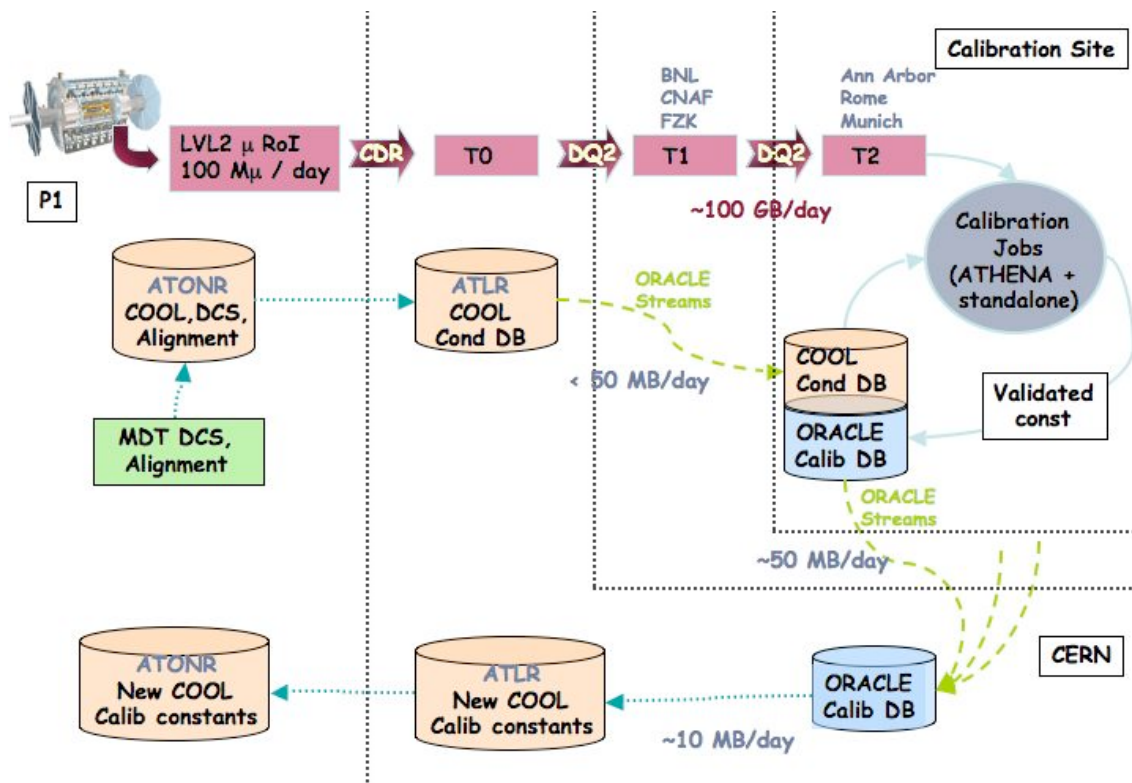 Calibration Site
BNL
CNAF
FZK
Ann Arbor
Rome
Munich
P1
LVL2 μ RoI
100 Mμ / day
CDR
T0
DQ2
T1
DQ2
T2
~100 GB/day
Calibration
Jobs
(ATHENA +
standalone)
ATONR
COOL,DCS,
Alignment
ATLR
COOL
Cond DB
ORACLE
Streams
< 50 MB/day
COOL
Cond DB
Validated
const
MDT DCS,
Alignment
ORACLE
Calib DB
ORACLE
Streams
~50 MB/day
CERN
ATONR
New COOL
Calib constants
ATLR
New COOL
Calib constants
ORACLE
Calib DB
~10 MB/day